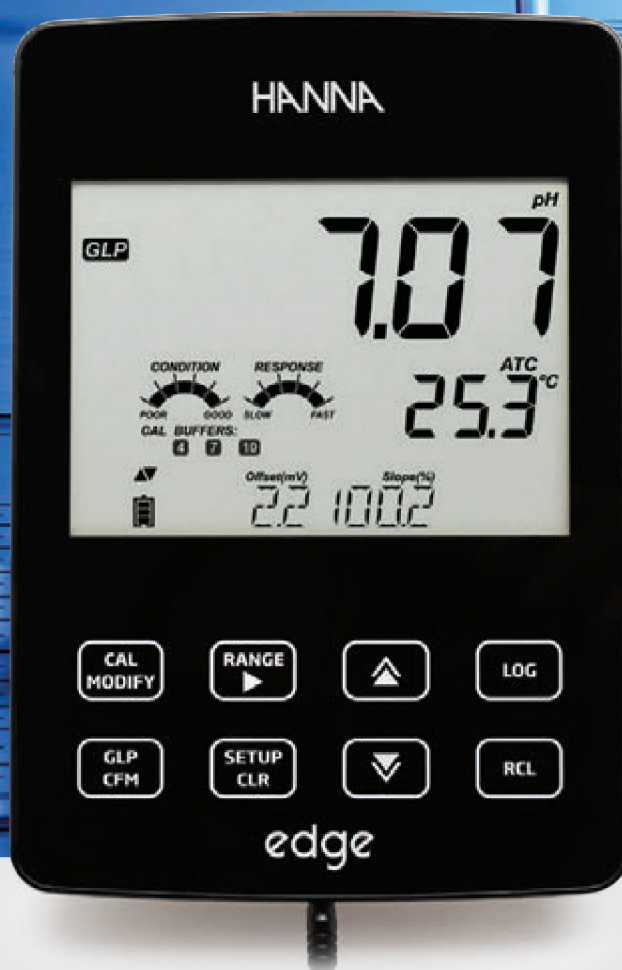 HANNA
pH
GLP
7.07
CONDITION RESPONSE
ATC
25.3 °C
POOR GOOD SLOW FAST
CAL BUFFERS:
4 7 10
Offset(mV) Slope(%)
2.2 100.2
CAL MODIFY
RANGE
LOG
GLP CFM
SETUP CLR
RCL
edge